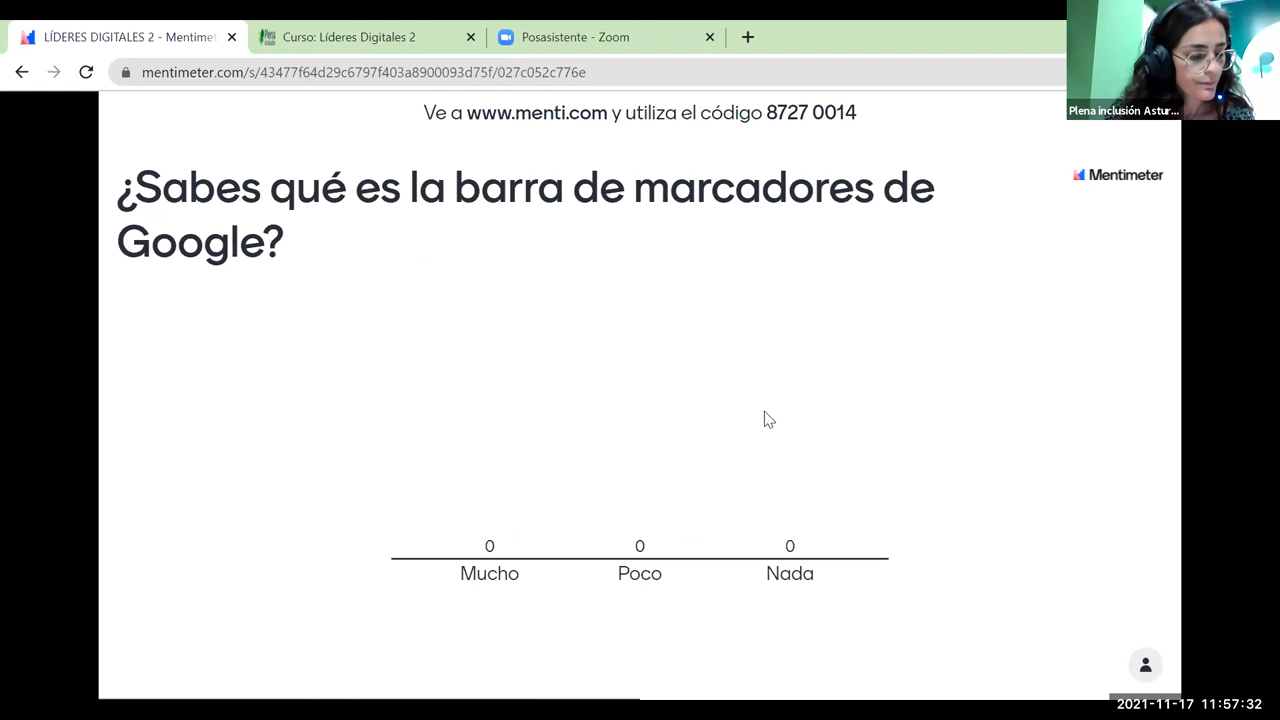 LÍDERES DIGITALES 2 - Mentimet
Curso: Líderes Digitales 2
Posasistente - Zoom
mentimeter.com/s/43477f64d29c6797f403a8900093d75f/027c052c776e
Plena inclusión Astur...
Ve a www.menti.com y utiliza el código 8727 0014
Mentimeter
¿Sabes qué es la barra de marcadores de
Google?
0 0 0
Mucho Poco Nada
2021-11-17 11:57:32